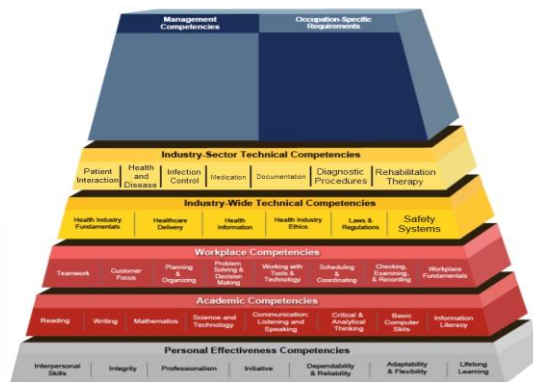 Management Competencies
Occupation-Specific Requirements
Industry-Sector Technical Competencies
Patient Interaction
Health and Disease
Infection Control
Medication
Documentation
Diagnostic Procedures
Rehabilitation Therapy
Industry-Wide Technical Competencies
Health Industry Fundamentals
Healthcare Delivery
Health Information
Health Industry Ethics
Laws & Regulations
Safety Systems
Workplace Competencies
Teamwork
Customer Focus
Planning & Organizing
Problem Solving & Decision Making
Working with Tools & Technology
Scheduling & Coordinating
Checking, Examining, & Recording
Workplace Fundamentals
Academic Competencies
Reading
Writing
Mathematics
Science and Technology
Communication: Listening and Speaking
Critical & Analytical Thinking
Basic Computer Skills
Information Literacy
Personal Effectiveness Competencies
Interpersonal Skills
Integrity
Professionalism
Initiative
Dependability & Reliability
Adaptability & Flexibility
Lifelong Learning